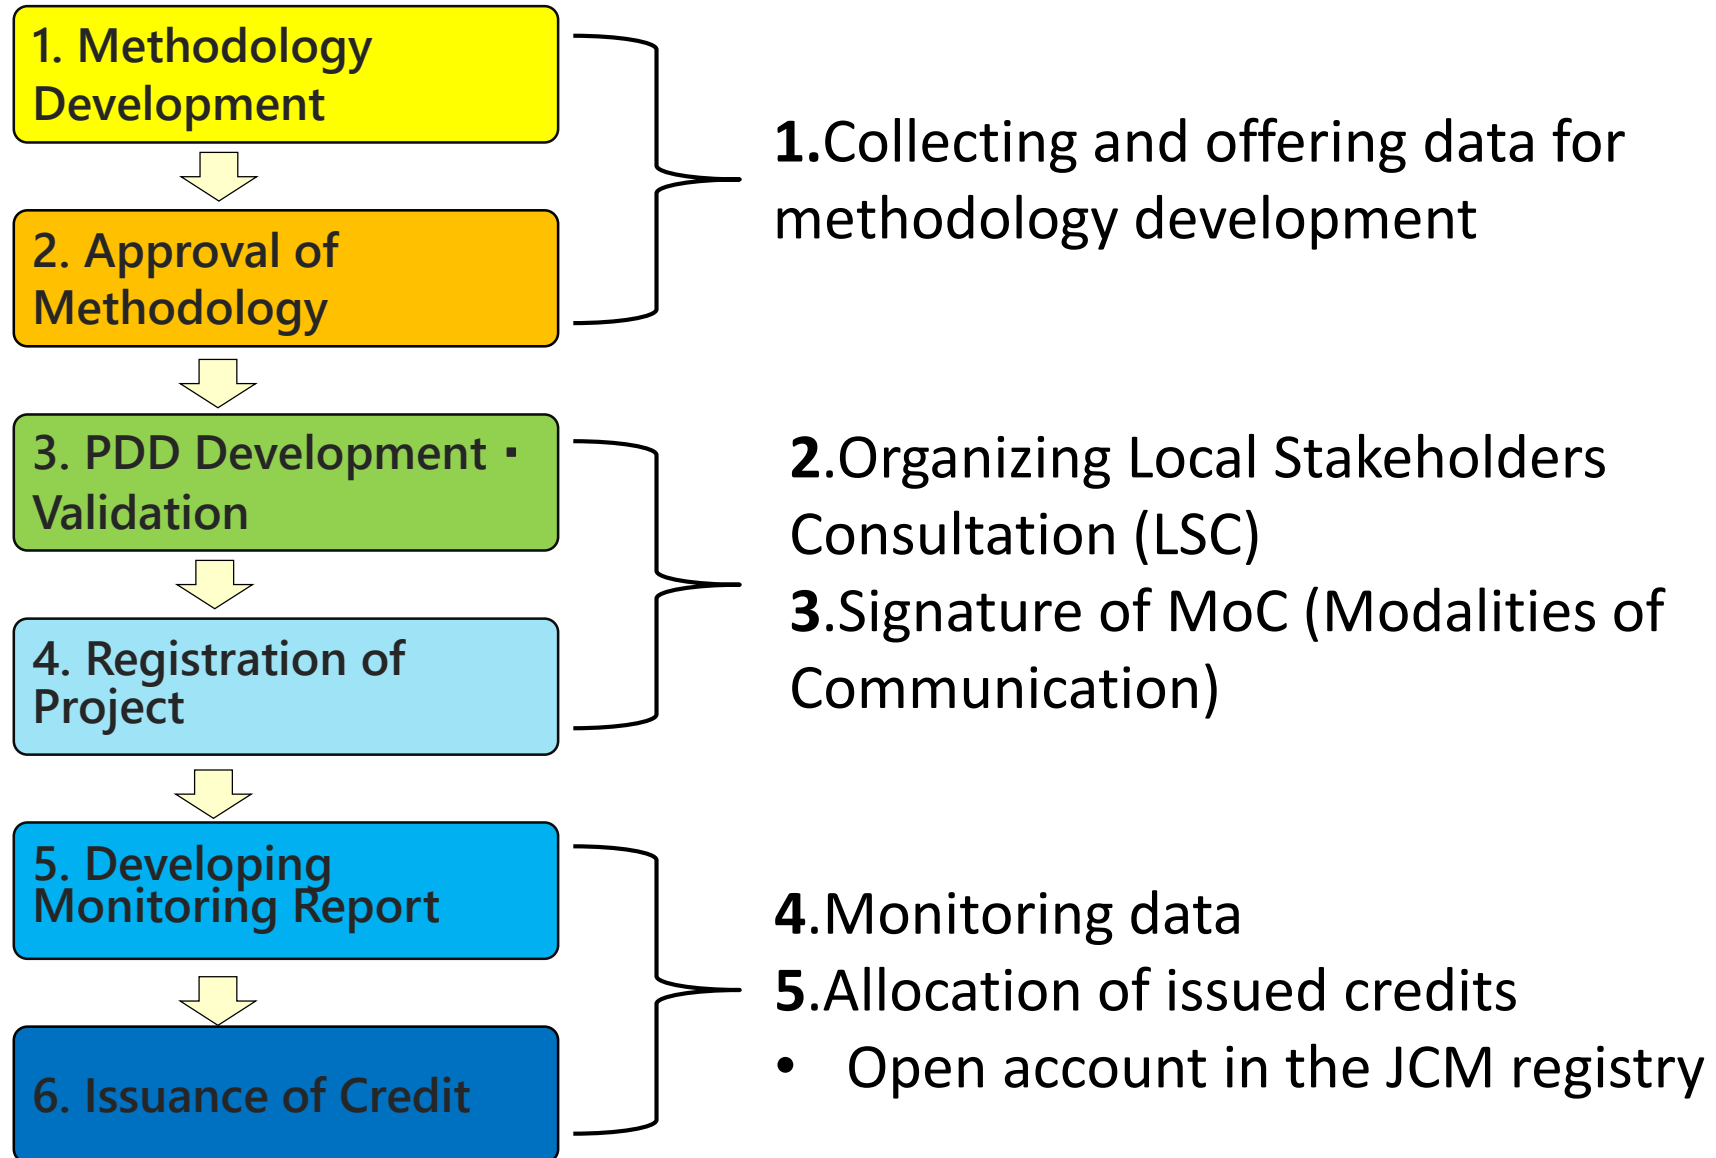 1. Methodology
Development
2. Approval of
Methodology
3. PDD Development・
Validation
4. Registration of
Project
5. Developing
Monitoring Report
6. Issuance of Credit
1.Collecting and offering data for
methodology development
2.Organizing Local Stakeholders
Consultation (LSC)
3.Signature of MoC (Modalities of
Communication)
4.Monitoring data
5.Allocation of issued credits
• Open account in the JCM registry